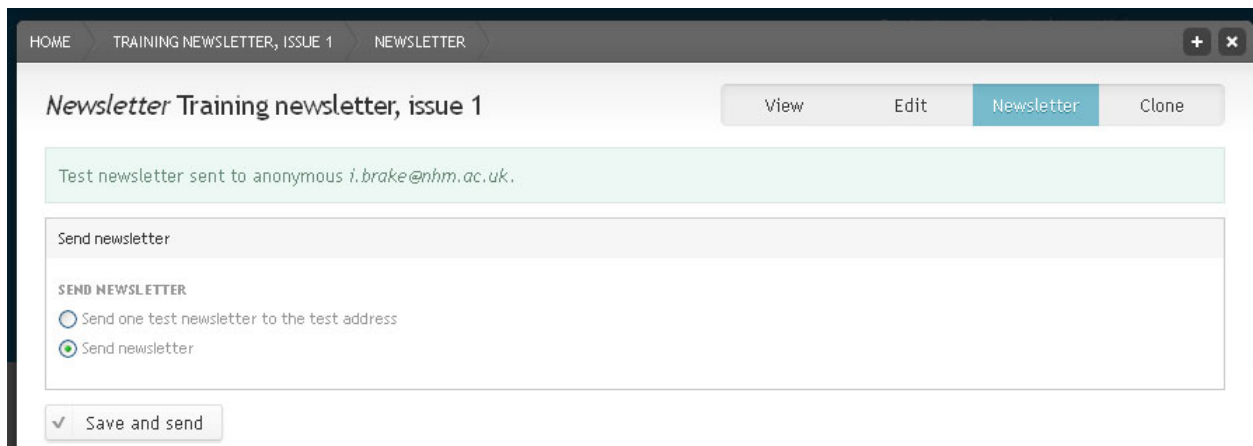 HOME TRAINING NEWSLETTER, ISSUE 1 NEWSLETTER
Newsletter Training newsletter, issue 1 View Edit Newsletter Clone
Test newsletter sent to anonymous i.brake@nhm.ac.uk.
Send newsletter
SEND NEWSLETTER
Send one test newsletter to the test address
Send newsletter
Save and send